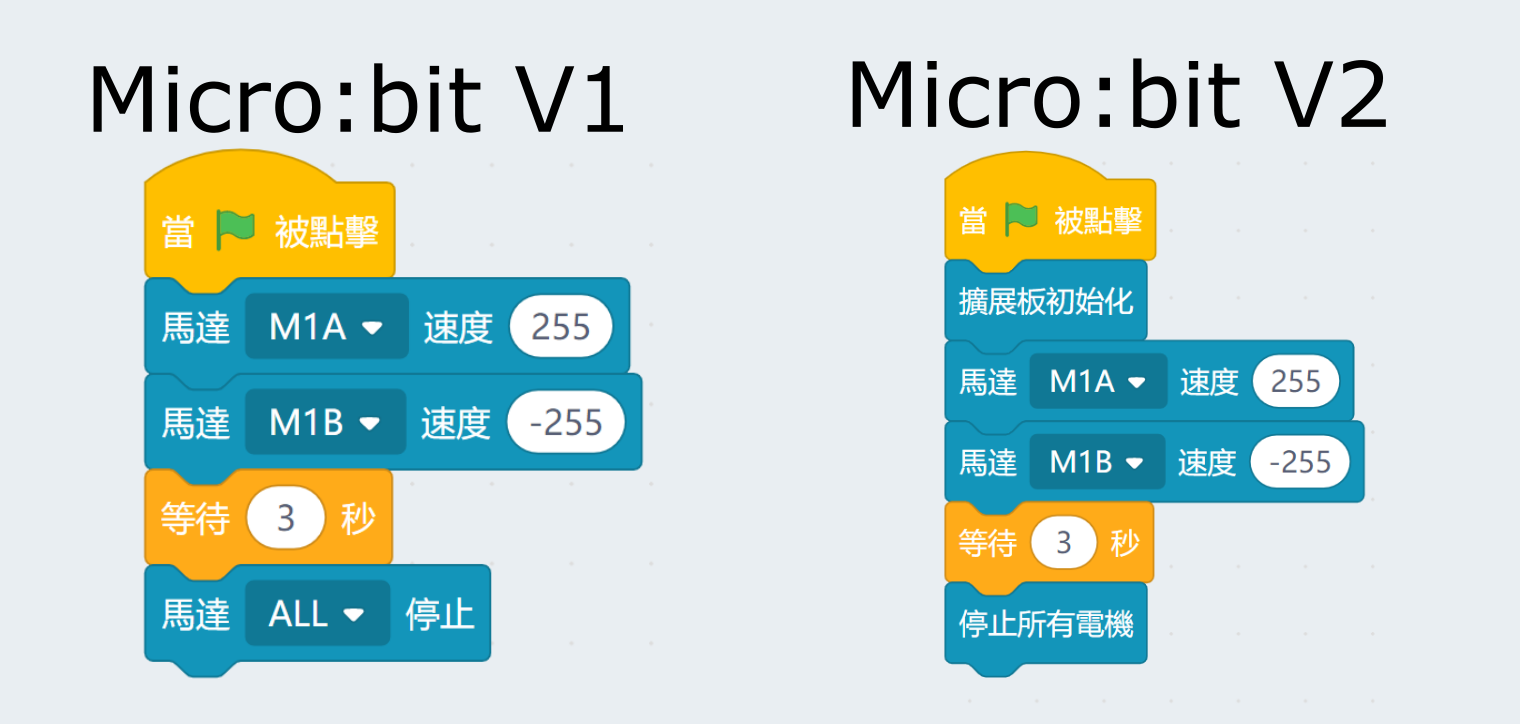 Micro:bit V1
當 被點擊
馬達 M1A 速度 255
馬達 M1B 速度 -255
等待 3 秒
馬達 ALL 停止
Micro:bit V2
當 被點擊
擴展板初始化
馬達 M1A 速度 255
馬達 M1B 速度 -255
等待 3 秒
停止所有電機